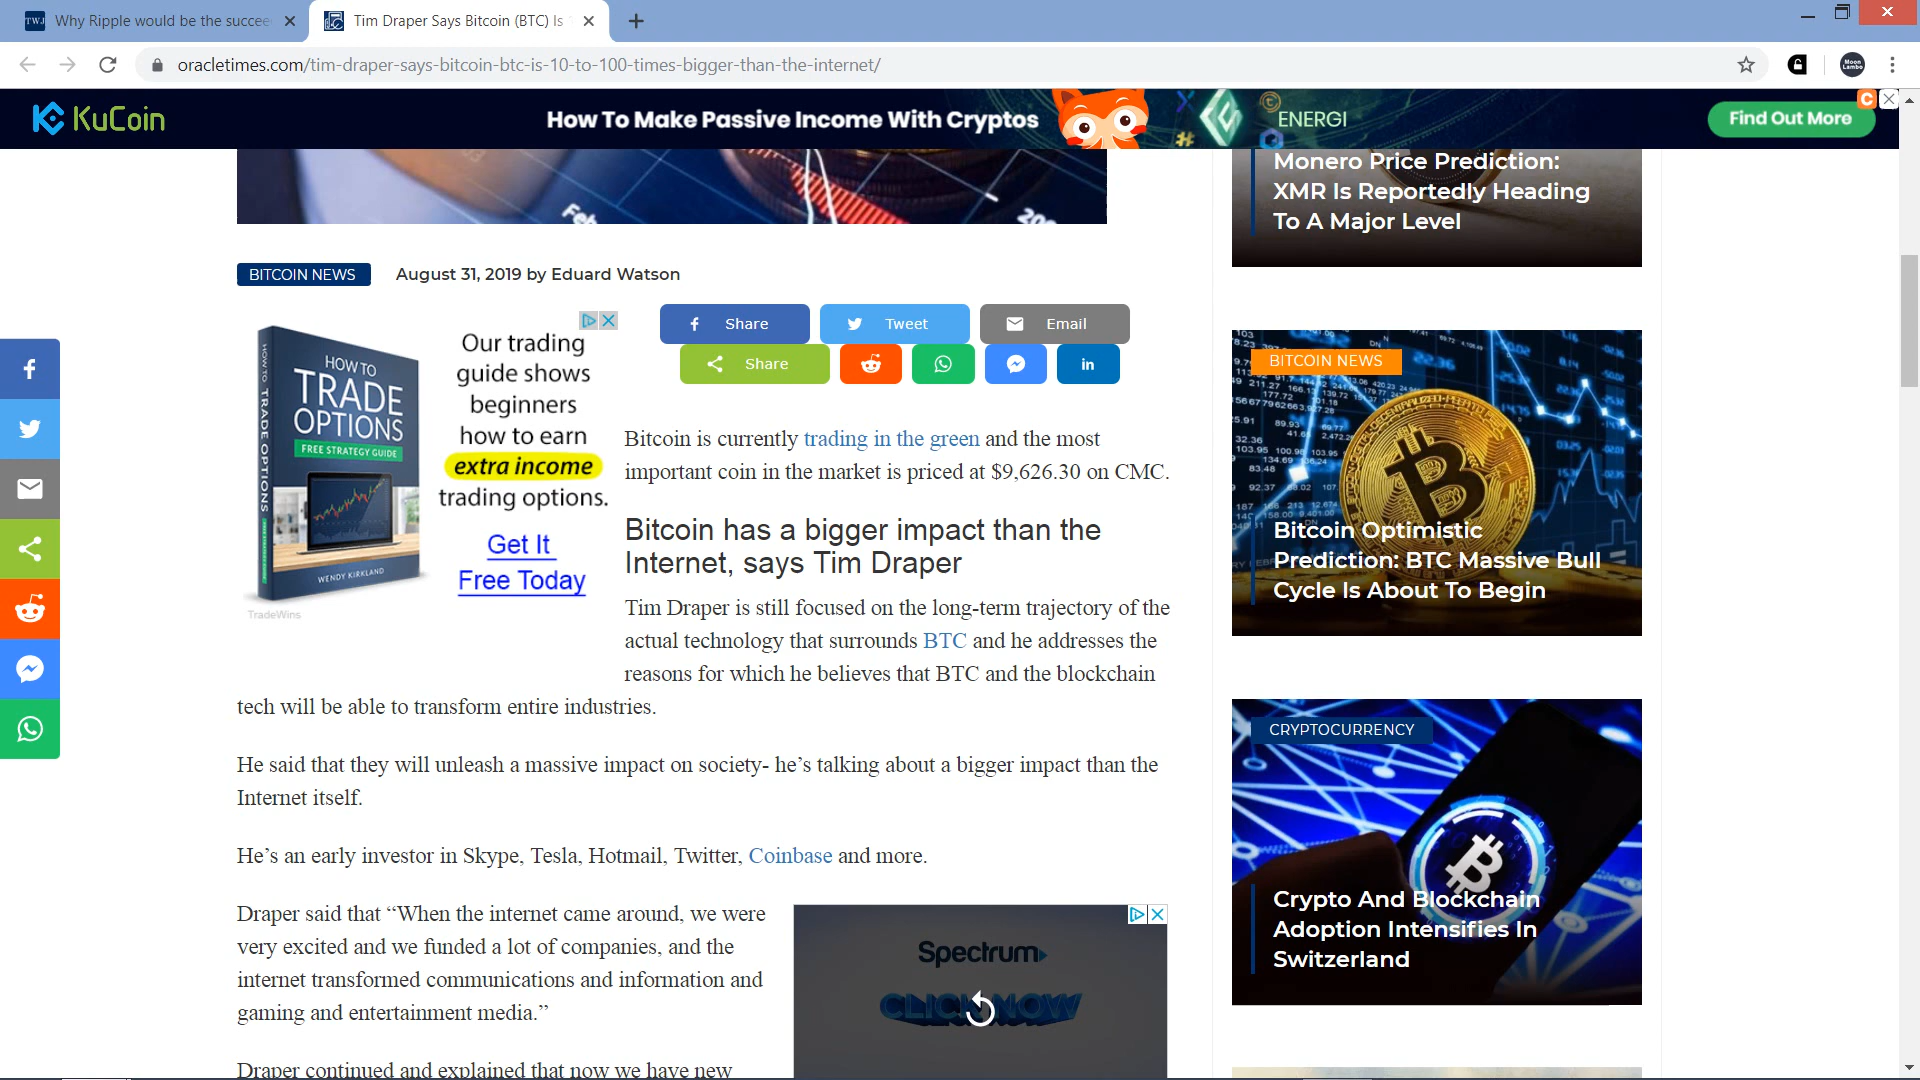 Why Ripple would be the succee
Tim Draper Says Bitcoin (BTC) Is
oracletimes.com/tim-draper-says-bitcoin-btc-is-10-to-100-times-bigger-than-the-internet/
Moon
Lambo
KuCoin
How To Make Passive Income With Cryptos
ENERGI
Find Out More
Feb
200
BITCOIN NEWS
August 31, 2019 by Eduard Watson
Share
Tweet
Email
Share
HOW TO
TRADE
OPTIONS
FREE STRATEGY GUIDE
WENDY KIRKLAND
HOW TO TRADE OPTIONS
TradeWins
Our trading
guide shows
beginners
how to earn
extra income
trading options.
Get It
Free Today
Bitcoin is currently trading in the green and the most
important coin in the market is priced at $9,626.30 on CMC.
Bitcoin has a bigger impact than the
Internet, says Tim Draper
Tim Draper is still focused on the long-term trajectory of the
actual technology that surrounds BTC and he addresses the
reasons for which he believes that BTC and the blockchain
tech will be able to transform entire industries.
He said that they will unleash a massive impact on society- he’s talking about a bigger impact than the
Internet itself.
He’s an early investor in Skype, Tesla, Hotmail, Twitter, Coinbase and more.
Draper said that “When the internet came around, we were
very excited and we funded a lot of companies, and the
internet transformed communications and information and
gaming and entertainment media.”
Draper continued and explained that now we have new
Spectrum
CLICK NOW
Monero Price Prediction:
XMR Is Reportedly Heading
To A Major Level
BITCOIN NEWS
Bitcoin Optimistic
Prediction: BTC Massive Bull
Cycle Is About To Begin
CRYPTOCURRENCY
Crypto And Blockchain
Adoption Intensifies In
Switzerland